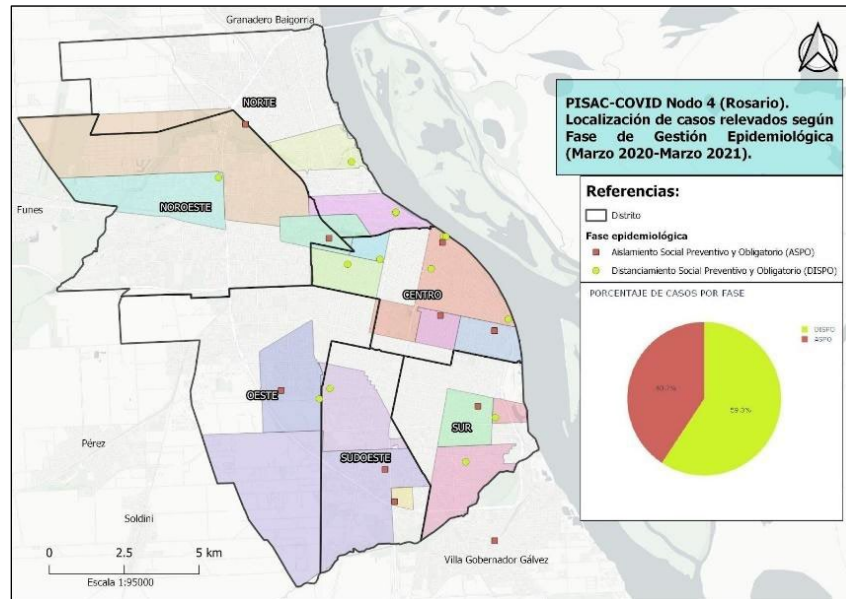 Granadero Baigorria
NORTE
PISAC-COVID Nodo 4 (Rosario).
Localización de casos relevados según
Fase de Gestión Epidemiológica
(Marzo 2020-Marzo 2021).
Referencias:
Distrito
Fase epidemiológica
Aislamiento Social Preventivo y Obligatorio (ASPO)
Distanciamiento Social Preventivo y Obligatorio (DISPO)
PORCENTAJE DE CASOS POR FASE
DISPO
ASPO
59.3%
Funes
NOROESTE
CENTRO
OESTE
SUR
Pérez
SUDOESTE
Soldini
Villa Gobernador Gálvez
0 2.5 5 km
Escala 1:95000